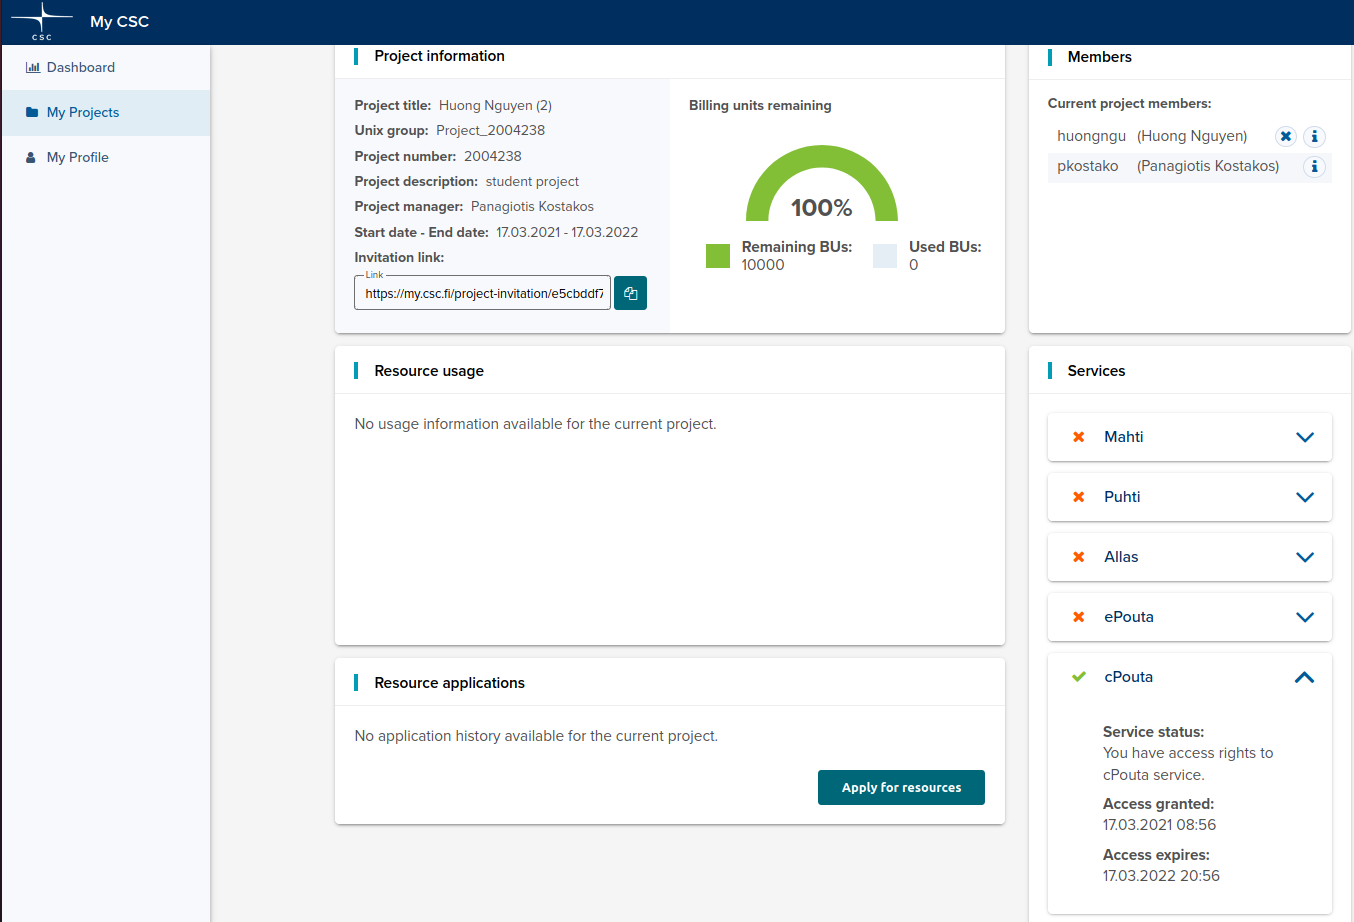 CSC
My CSC
Dashboard
My Projects
My Profile
Project information
Project title: Huong Nguyen (2)
Unix group: Project_2004238
Project number: 2004238
Project description: student project
Project manager: Panagiotis Kostakos
Start date - End date: 17.03.2021 - 17.03.2022
Invitation link:
Link
https://my.csc.fi/project-invitation/e5cbddf7
Billing units remaining
100%
Remaining BUs:
10000
Used BUs:
0
Members
Current project members:
huongngu (Huong Nguyen)
pkostako (Panagiotis Kostakos)
Resource usage
No usage information available for the current project.
Resource applications
No application history available for the current project.
Apply for resources
Services
Mahti
Puhti
Allas
ePouta
cPouta
Service status:
You have access rights to
cPouta service.
Access granted:
17.03.2021 08:56
Access expires:
17.03.2022 20:56